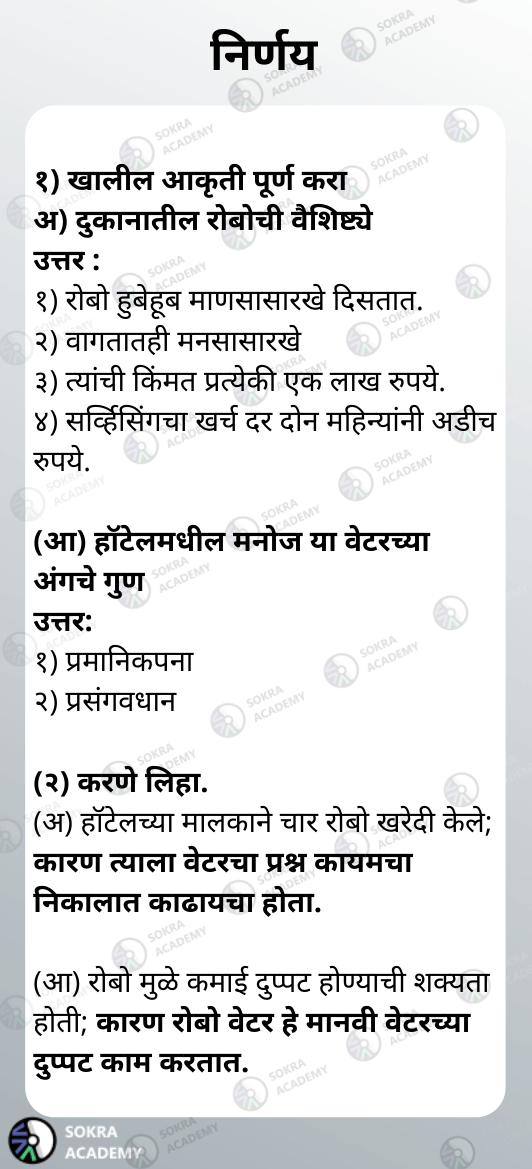 निर्णय
१) खालील आकृती पूर्ण करा
अ) दुकानातील रोबोची वैशिष्ट्ये
उत्तर :
१) रोबो हुबेहूब माणसासारखे दिसतात.
२) वागतातही मनसासारखे
३) त्यांची किंमत प्रत्येकी एक लाख रुपये.
४) सर्व्हिसिंगचा खर्च दर दोन महिन्यांनी अडीच
रुपये.
(आ) हॉटेलमधील मनोज या वेटरच्या
अंगचे गुण
उत्तर:
१) प्रमानिकपना
२) प्रसंगवधान
(२) करणे लिहा.
(अ) हॉटेलच्या मालकाने चार रोबो खरेदी केले;
कारण त्याला वेटरचा प्रश्न कायमचा
निकालात काढायचा होता.
(आ) रोबो मुळे कमाई दुप्पट होण्याची शक्यता
होती; कारण रोबो वेटर हे मानवी वेटरच्या
दुप्पट काम करतात.
SOKRA
ACADEMY